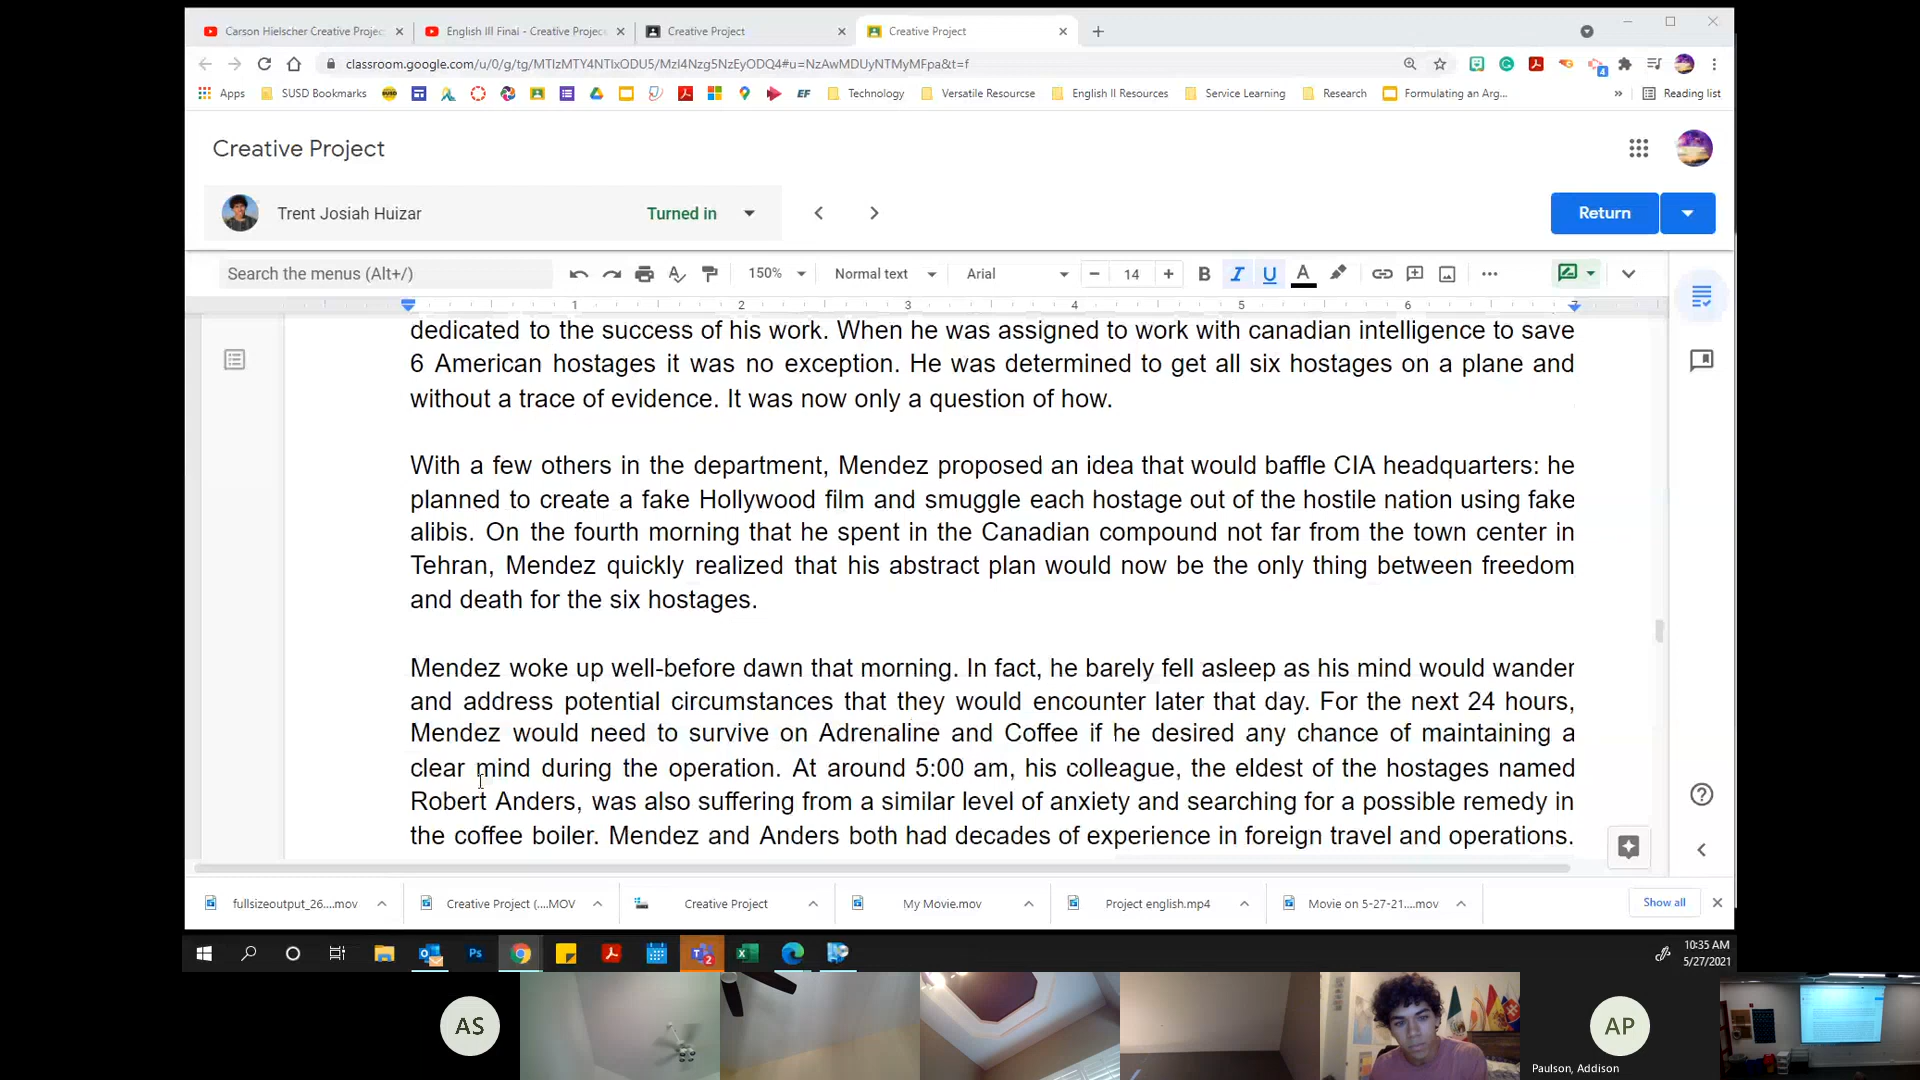 Carson Hielscher Creative Projec
English III Final - Creative Projec
Creative Project
Creative Project
classroom.google.com/u/0/g/tg/MTIzMTY4NTIxODU5/MzI4Nzg5NzEyODQ4#u=NzAwMDUyNTMyMFpa&t=f
Apps
SUSD Bookmarks
EF
Technology
Versatile Resourcse
English II Resources
Service Learning
Research
Formulating an Arg...
»
Reading list
Creative Project
Trent Josiah Huizar
Turned in
Return
Search the menus (Alt+/)
150%
Normal text
Arial
14
B
I
U
A
1 2 3 4 5 6 7
dedicated to the success of his work. When he was assigned to work with canadian intelligence to save
6 American hostages it was no exception. He was determined to get all six hostages on a plane and
without a trace of evidence. It was now only a question of how.
With a few others in the department, Mendez proposed an idea that would baffle CIA headquarters: he
planned to create a fake Hollywood film and smuggle each hostage out of the hostile nation using fake
alibis. On the fourth morning that he spent in the Canadian compound not far from the town center in
Tehran, Mendez quickly realized that his abstract plan would now be the only thing between freedom
and death for the six hostages.
Mendez woke up well-before dawn that morning. In fact, he barely fell asleep as his mind would wander
and address potential circumstances that they would encounter later that day. For the next 24 hours,
Mendez would need to survive on Adrenaline and Coffee if he desired any chance of maintaining a
clear mind during the operation. At around 5:00 am, his colleague, the eldest of the hostages named
Robert Anders, was also suffering from a similar level of anxiety and searching for a possible remedy in
the coffee boiler. Mendez and Anders both had decades of experience in foreign travel and operations.
fullsizeoutput_26....mov
Creative Project (....MOV
Creative Project
My Movie.mov
Project english.mp4
Movie on 5-27-21....mov
Show all
Ps
2
10:35 AM
5/27/2021
AS
AP
Paulson, Addison